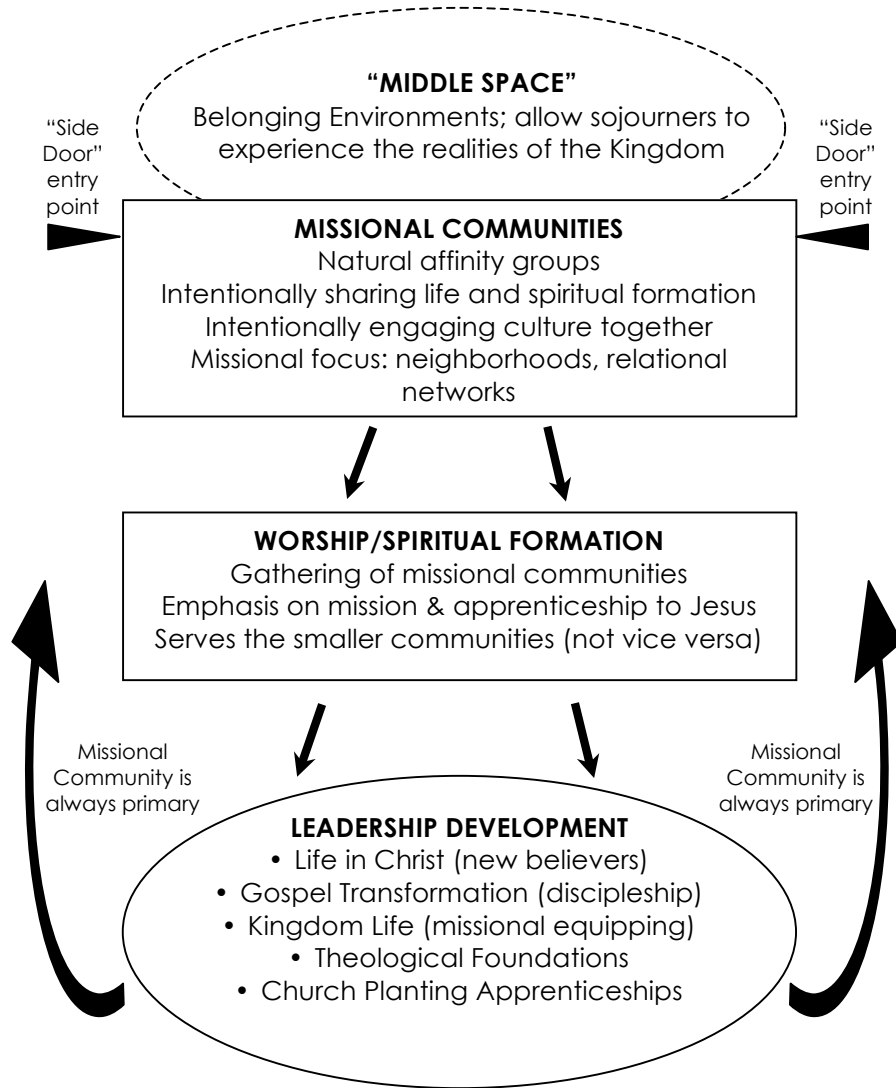 “MIDDLE SPACE”
Belonging Environments; allow sojourners to
experience the realities of the Kingdom
“Side
Door”
entry
point
“Side
Door”
entry
point
MISSIONAL COMMUNITIES
Natural affinity groups
Intentionally sharing life and spiritual formation
Intentionally engaging culture together
Missional focus: neighborhoods, relational
networks
WORSHIP/SPIRITUAL FORMATION
Gathering of missional communities
Emphasis on mission & apprenticeship to Jesus
Serves the smaller communities (not vice versa)
Missional
Community is
always primary
Missional
Community is
always primary
LEADERSHIP DEVELOPMENT
• Life in Christ (new believers)
• Gospel Transformation (discipleship)
• Kingdom Life (missional equipping)
• Theological Foundations
• Church Planting Apprenticeships